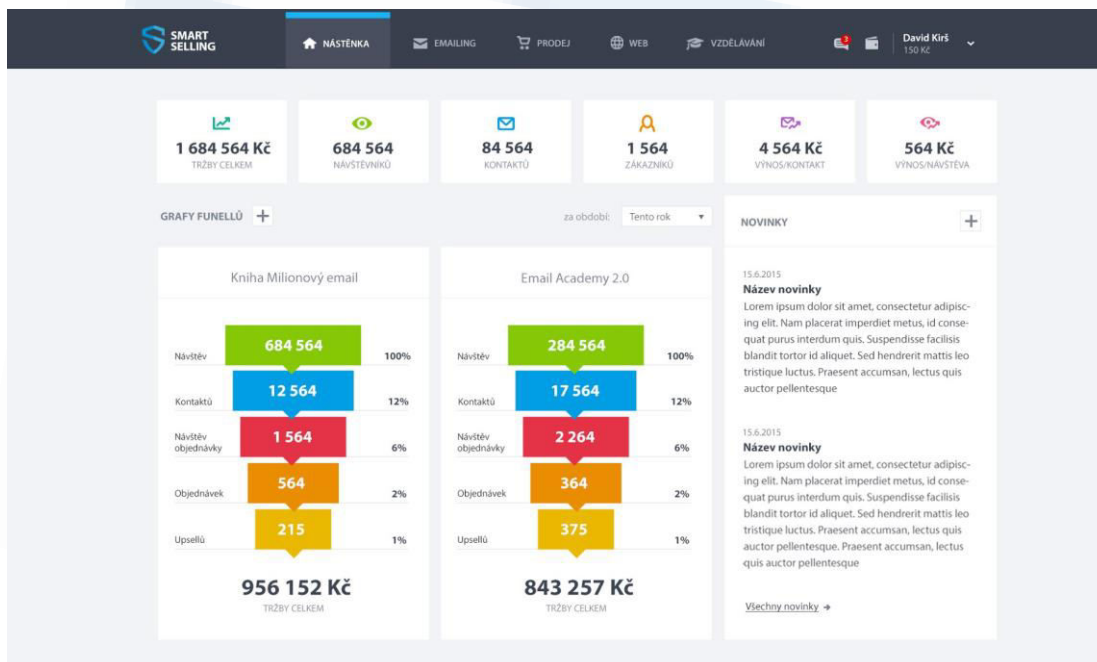 SMART
SELLING
NÁSTĚNKA
EMAILING
PRODEJ
WEB
VZDĚLÁVÁNÍ
3
David Kirš
150 Kč
1 684 564 Kč
TRŽBY CELKEM
684 564
NÁVŠTĚVNÍKŮ
84 564
KONTAKTŮ
1 564
ZÁKAZNÍKŮ
4 564 Kč
VÝNOS/KONTAKT
564 Kč
VÝNOS/NÁVŠTĚVA
GRAFY FUNELLŮ
za období:
Tento rok
Kniha Milionový email
Návštěv
684 564
100%
Kontaktů
12 564
12%
Návštěv
objednávky
1 564
6%
Objednávek
564
2%
Upsellů
215
1%
956 152 Kč
TRŽBY CELKEM
Email Academy 2.0
Návštěv
284 564
100%
Kontaktů
17 564
12%
Návštěv
objednávky
2 264
6%
Objednávek
364
2%
Upsellů
375
1%
843 257 Kč
TRŽBY CELKEM
NOVINKY
15.6.2015
Název novinky
Lorem ipsum dolor sit amet, consectetur adipisc-
ing elit. Nam placerat imperdiet metus, id conse-
quat purus interdum quis. Suspendisse facilisis
blandit tortor id aliquet. Sed hendrerit mattis leo
tristique luctus. Praesent accumsan, lectus quis
auctor pellentesque
15.6.2015
Název novinky
Lorem ipsum dolor sit amet, consectetur adipisc-
ing elit. Nam placerat imperdiet metus, id conse-
quat purus interdum quis. Suspendisse facilisis
blandit tortor id aliquet. Sed hendrerit mattis leo
tristique luctus. Praesent accumsan, lectus quis
auctor pellentesque. Praesent accumsan, lectus
quis auctor pellentesque
Všechny novinky →